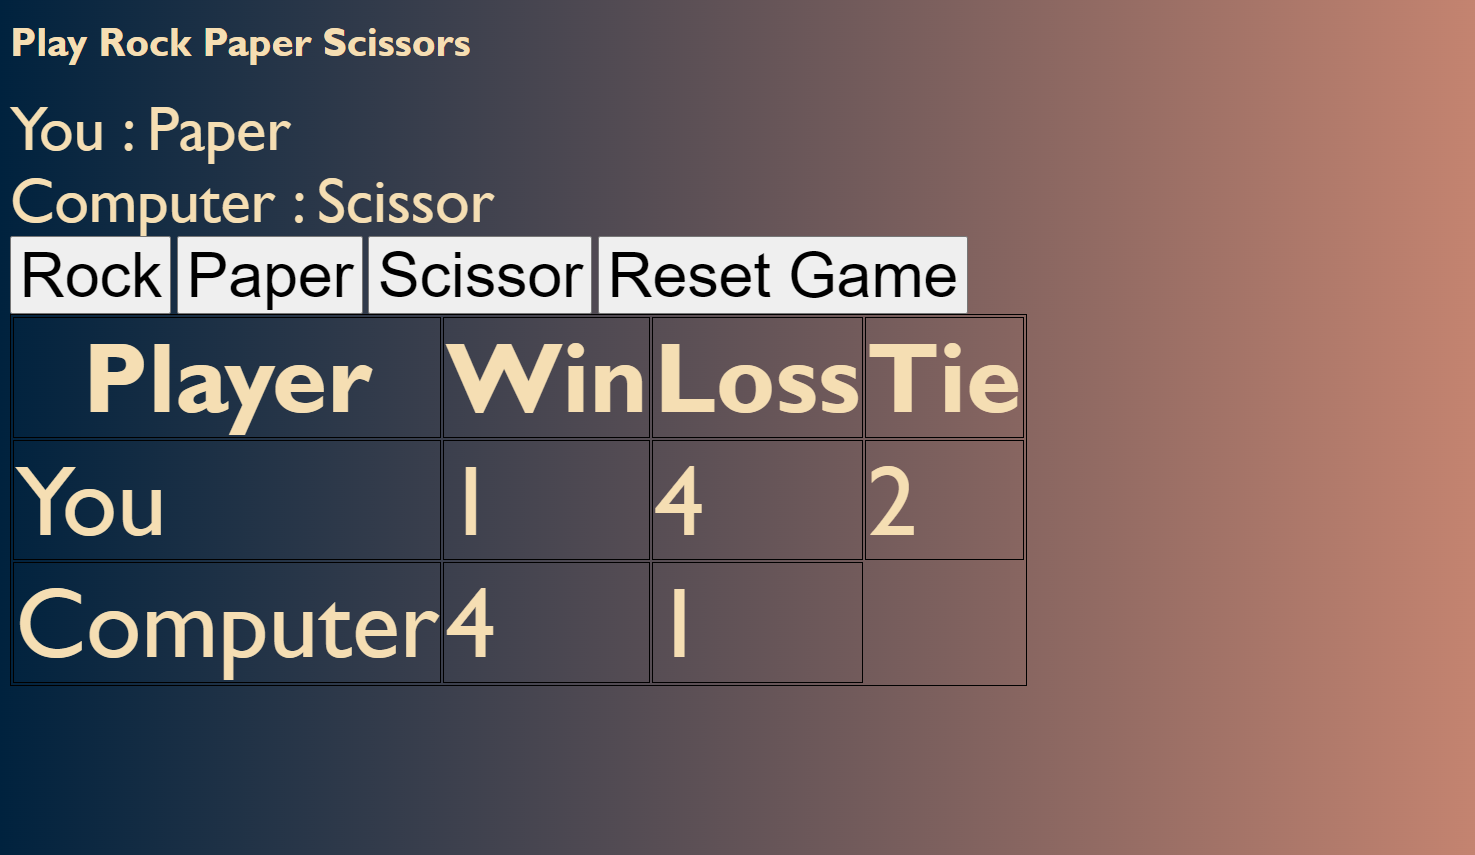 Play Rock Paper Scissors
You : Paper
Computer : Scissor
Rock Paper Scissor Reset Game
Player Win Loss Tie
You 1 4 2
Computer 4 1